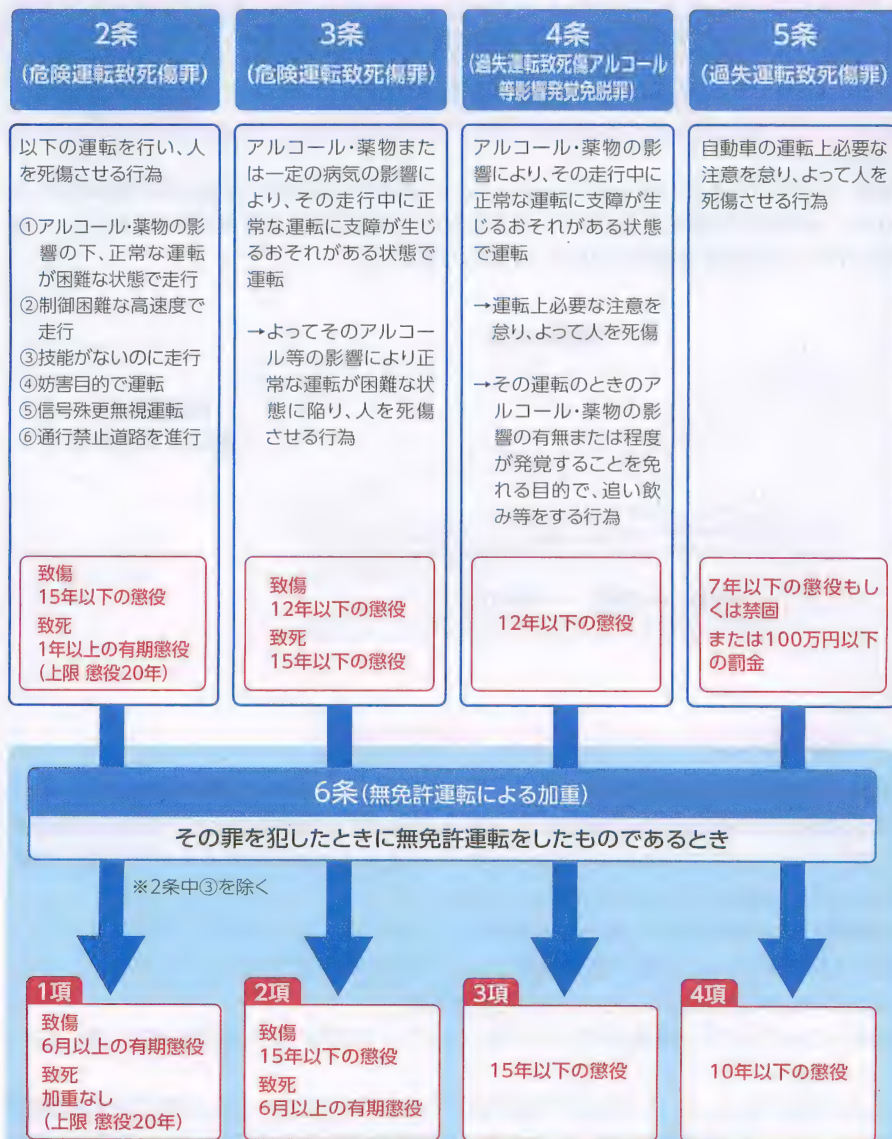 2条
(危険運転致死傷罪)
以下の運転を行い、人
を死傷させる行為
①アルコール・薬物の影
響の下、正常な運転
が困難な状態で走行
②制御困難な高速度で
走行
③技能がないのに走行
④妨害目的で運転
⑤信号殊更無視運転
⑥通行禁止道路を進行
致傷
15年以下の懲役
致死
1年以上の有期懲役
(上限 懲役20年)
3条
(危険運転致死傷罪)
アルコール・薬物また
は一定の病気の影響に
より、その走行中に正
常な運転に支障が生じ
るおそれがある状態で
運転
→よってそのアルコー
ル等の影響により正
常な運転が困難な状
態に陥り、人を死傷
させる行為
致傷
12年以下の懲役
致死
15年以下の懲役
4条
(過失運転致死傷アルコール
等影響発覚免脱罪)
アルコール・薬物の影
響により、その走行中に
正常な運転に支障が生
じるおそれがある状態
で運転
→運転上必要な注意を
怠り、よって人を死傷
→その運転のときのア
ルコール・薬物の影
響の有無または程度
が発覚することを免
れる目的で、追い飲
み等をする行為
12年以下の懲役
5条
(過失運転致死傷罪)
自動車の運転上必要な
注意を怠り、よって人を
死傷させる行為
7年以下の懲役もし
くは禁固
または100万円以下
の罰金
6条(無免許運転による加重)
その罪を犯したときに無免許運転をしたものであるとき
※2条中③を除く
1項
致傷
6月以上の有期懲役
致死
加重なし
(上限 懲役20年)
2項
致傷
15年以下の懲役
致死
6月以上の有期懲役
3項
15年以下の懲役
4項
10年以下の懲役